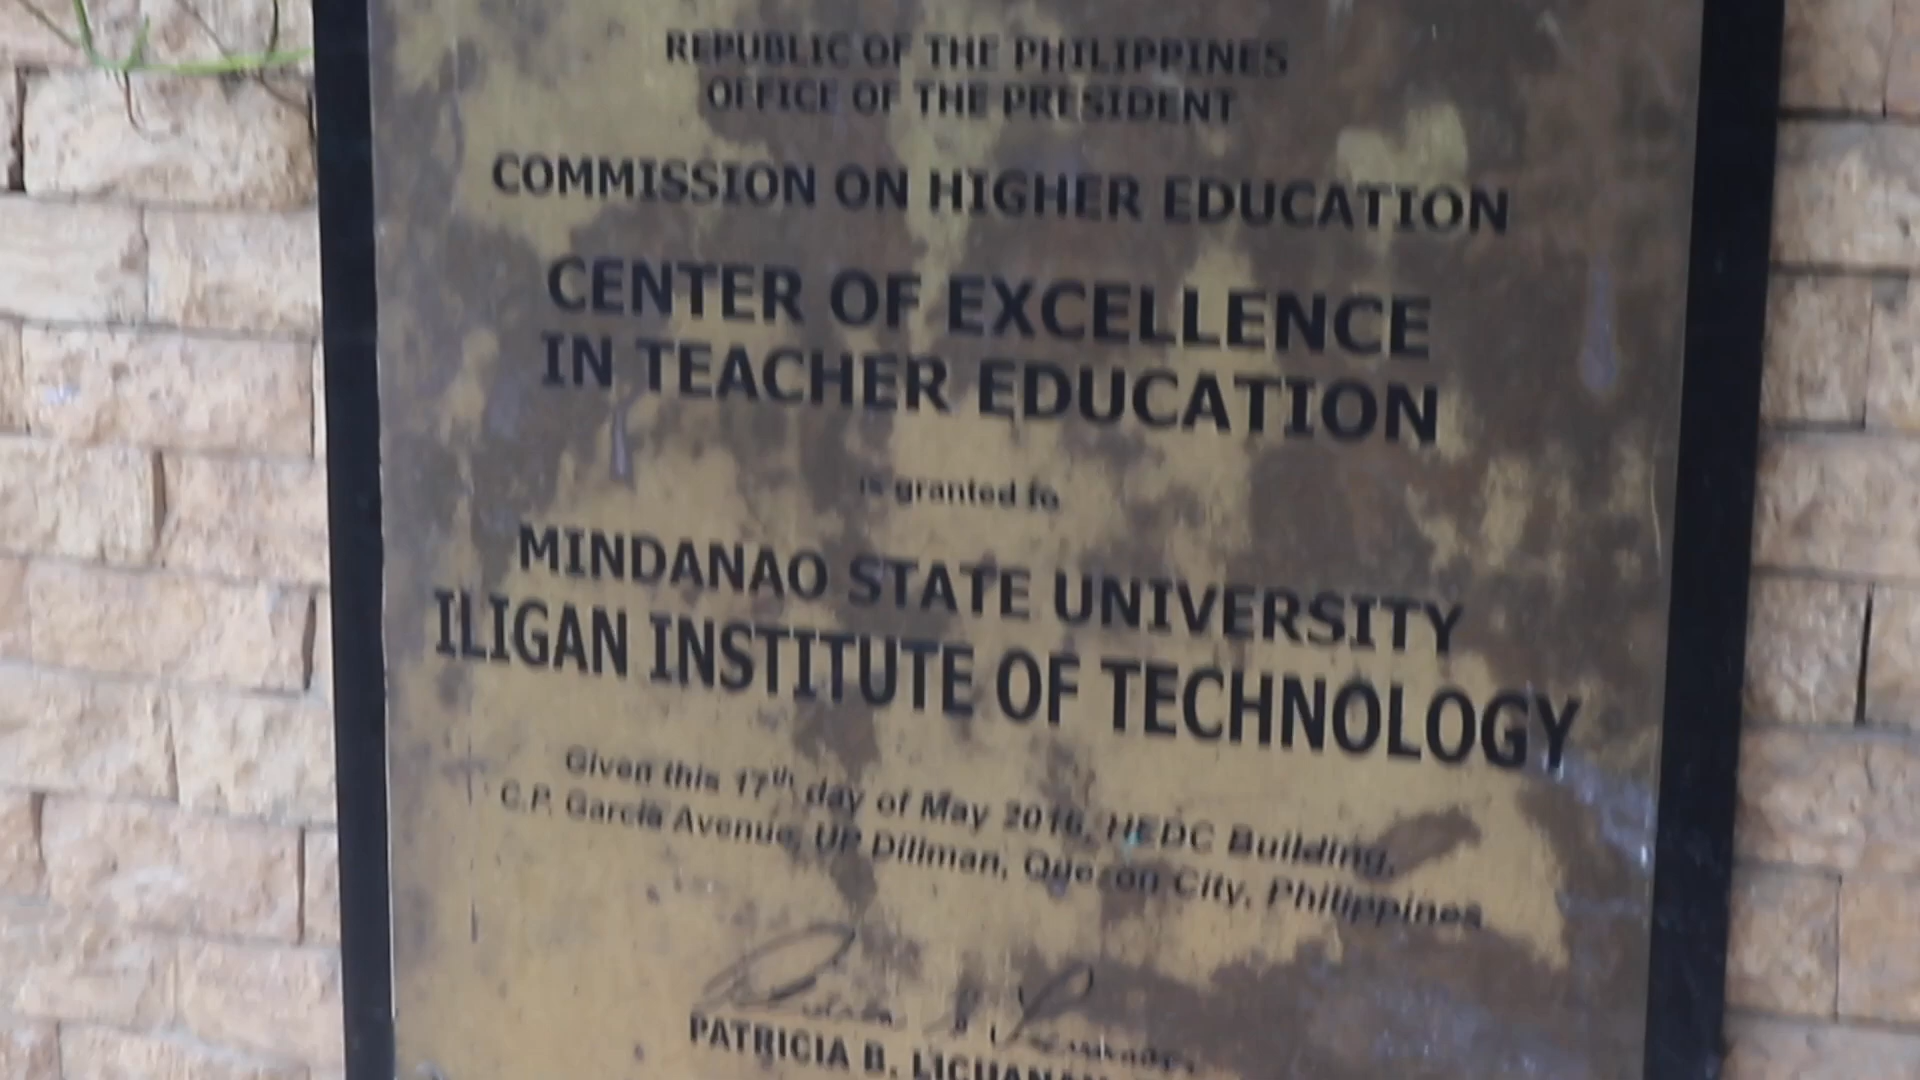 REPUBLIC OF THE PHILIPPINES
OFFICE OF THE PRESIDENT
COMMISSION ON HIGHER EDUCATION
CENTER OF EXCELLENCE
IN TEACHER EDUCATION
is granted to
MINDANAO STATE UNIVERSITY
ILIGAN INSTITUTE OF TECHNOLOGY
Given this 17th day of May 2016, HEDC Building,
C.P. Garcia Avenue, UP Diliman, Quezon City, Philippines
PATRICIA B. LICUANAN